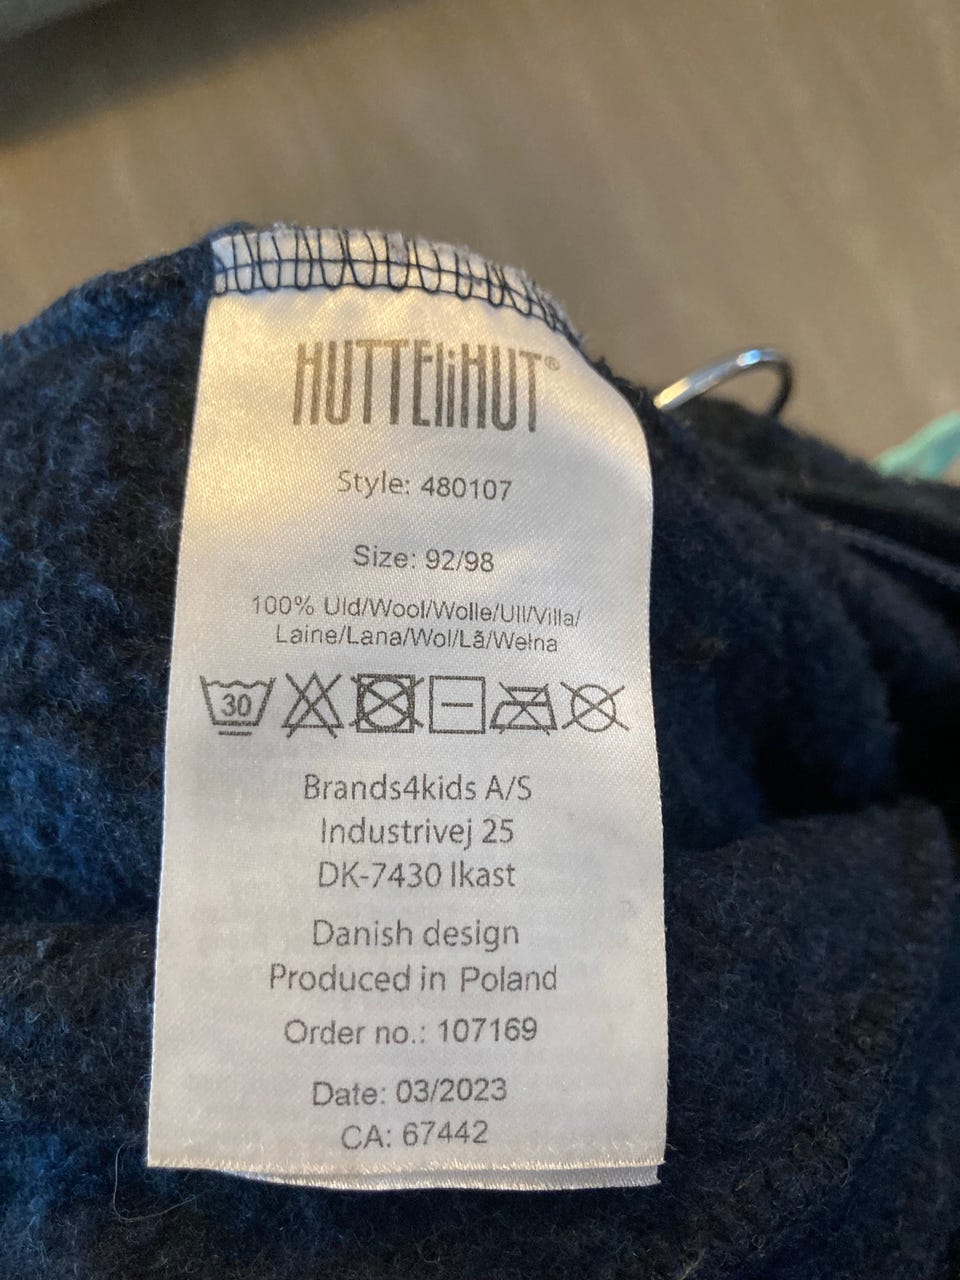 HUTTELiHUT®
Style: 480107
Size: 92/98
100% Uld/Wool/Wolle/Ull/Villa/
Laine/Lana/Wol/Lã/Wełna
30
Brands4kids A/S
Industrivej 25
DK-7430 Ikast
Danish design
Produced in Poland
Order no.: 107169
Date: 03/2023
CA: 67442